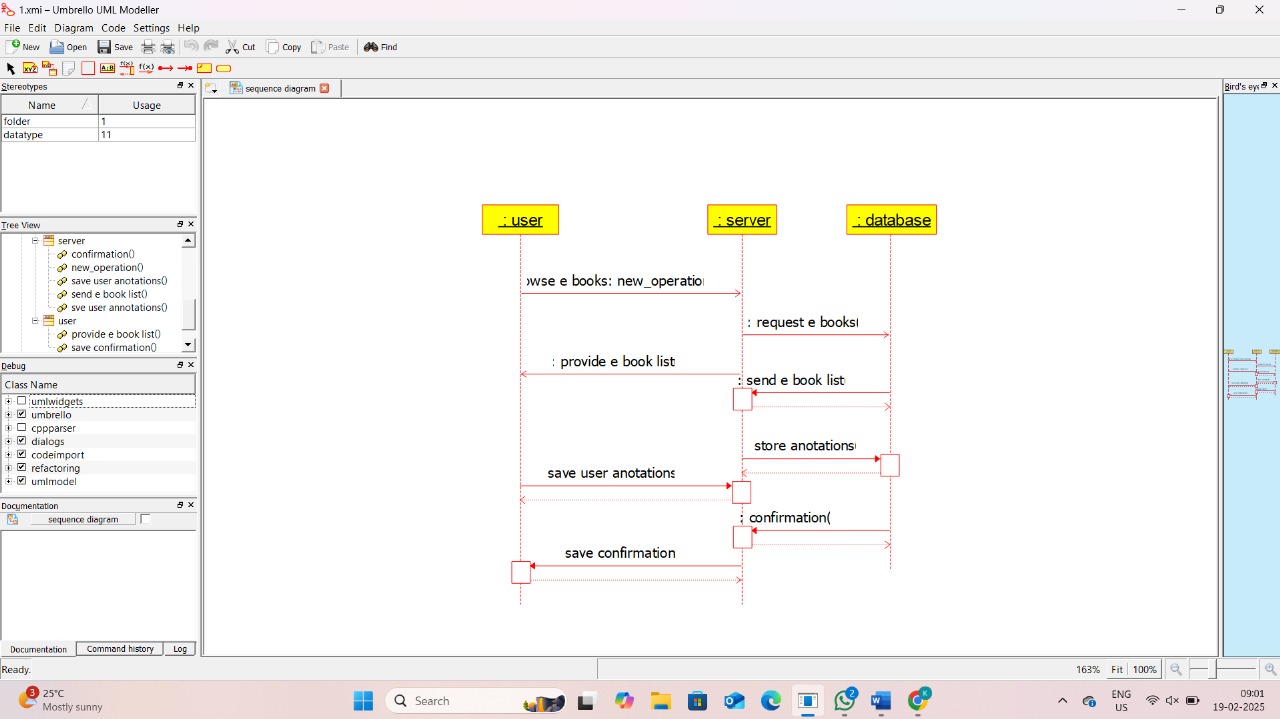 1.xmi – Umbrello UML Modeller
File Edit Diagram Code Settings Help
New Open Save Cut Copy Paste Find
Stereotypes
Name Usage
folder 1
datatype 11
Tree View
server
confirmation()
new_operation()
save user anotations()
send e book list()
sve user annotations()
user
provide e book list()
save confirmation()
Debug
Class Name
umlwidgets
umbrello
cppparser
dialogs
codeimport
refactoring
umlmodel
Documentation
sequence diagram
Documentation Command history Log
Ready.
sequence diagram
: user : server : database
owse e books: new_operation
: request e books(
: provide e book list
: send e book list
store anotations(
save user anotations
: confirmation(
save confirmation
Bird's eye
163% Fit 100%
3 25°C
Mostly sunny
Search
2
K
ENG
US
09:01
19-02-2025